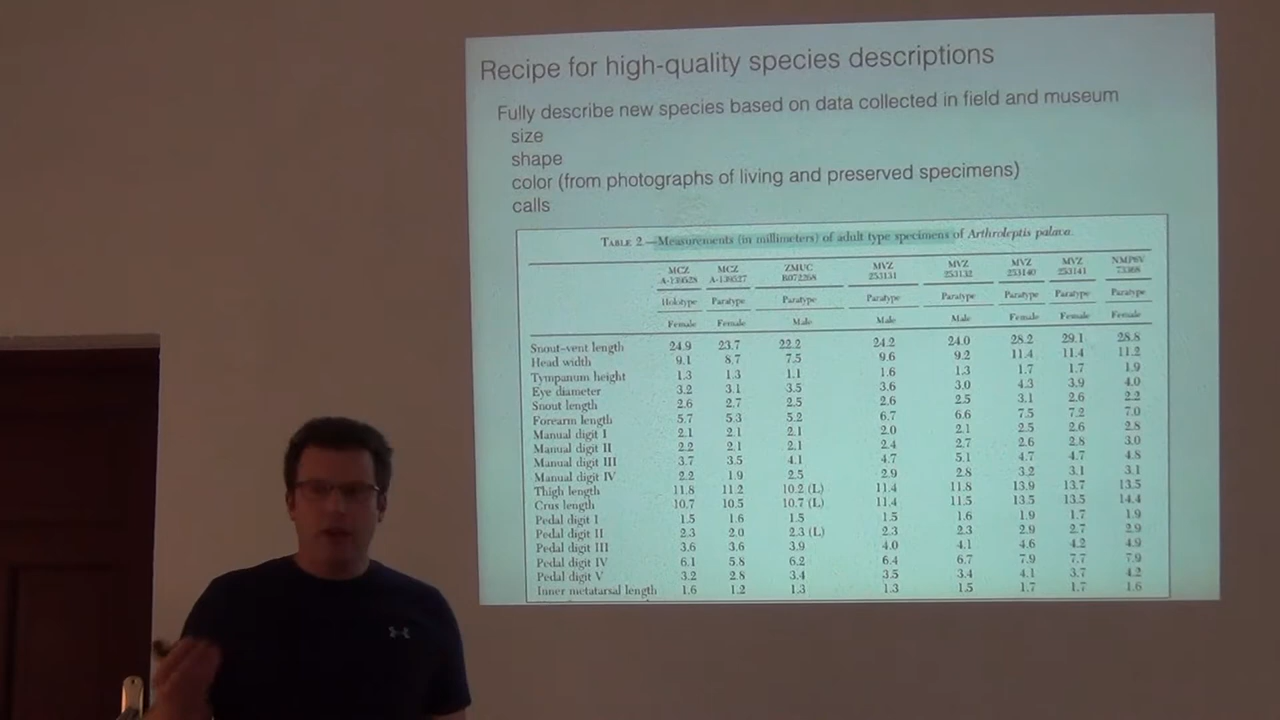 Recipe for high-quality species descriptions
Fully describe new species based on data collected in field and museum
size
shape
color (from photographs of living and preserved specimens)
calls
TABLE 2.—Measurements (in millimeters) of adult type specimens of Arthroleptis palava.
MCZ MCZ ZMUC MVZ MVZ MVZ MVZ
A-139527 253131 253132 253140 253141
Holotype Paratype Paratype Paratype Paratype Paratype Paratype Paratype
Female Female Male Male Male Female Female Female
Snout–vent length 24.9 23.7 22.2 24.2 24.0 28.2 29.1 28.8
Head width 9.1 8.7 7.5 9.6 9.2 11.4 11.4 11.2
Tympanum height 1.3 1.3 1.1 1.6 1.3 1.7 1.7 1.9
Eye diameter 3.2 3.1 3.5 3.6 3.0 4.3 3.9 4.0
Snout length 2.6 2.7 2.5 2.6 2.5 3.1 2.6 2.2
Forearm length 5.7 5.3 5.2 6.7 6.6 7.5 7.2 7.0
Manual digit I 2.1 2.1 2.1 2.0 2.1 2.5 2.6 2.8
Manual digit II 2.2 2.1 2.1 2.4 2.7 2.6 2.8 3.0
Manual digit III 3.7 3.5 4.1 4.7 5.1 4.7 4.7 4.8
Manual digit IV 2.2 1.9 2.5 2.9 2.8 3.2 3.1 3.1
Thigh length 11.8 11.2 10.2 (L) 11.4 11.8 13.9 13.7 13.5
Crus length 10.7 10.5 10.7 (L) 11.4 11.5 13.5 13.5 14.4
Pedal digit I 1.5 1.6 1.5 1.5 1.6 1.9 1.7 1.9
Pedal digit II 2.3 2.0 2.3 (L) 2.3 2.3 2.9 2.7 2.9
Pedal digit III 3.6 3.6 3.9 4.0 4.1 4.6 4.2 4.9
Pedal digit IV 6.1 5.8 6.2 6.4 6.7 7.9 7.7 7.9
Pedal digit V 3.2 2.8 3.4 3.5 3.4 4.1 3.7 4.2
Inner metatarsal length 1.6 1.2 1.3 1.3 1.5 1.7 1.7 1.6